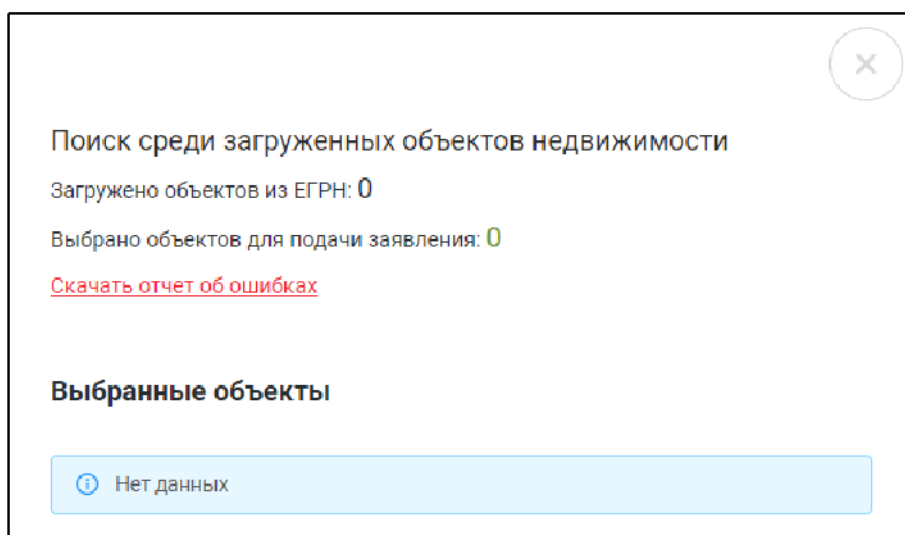 Поиск среди загруженных объектов недвижимости
Загружено объектов из ЕГРН: 0
Выбрано объектов для подачи заявления: 0
Скачать отчет об ошибках
Выбранные объекты
Нет данных